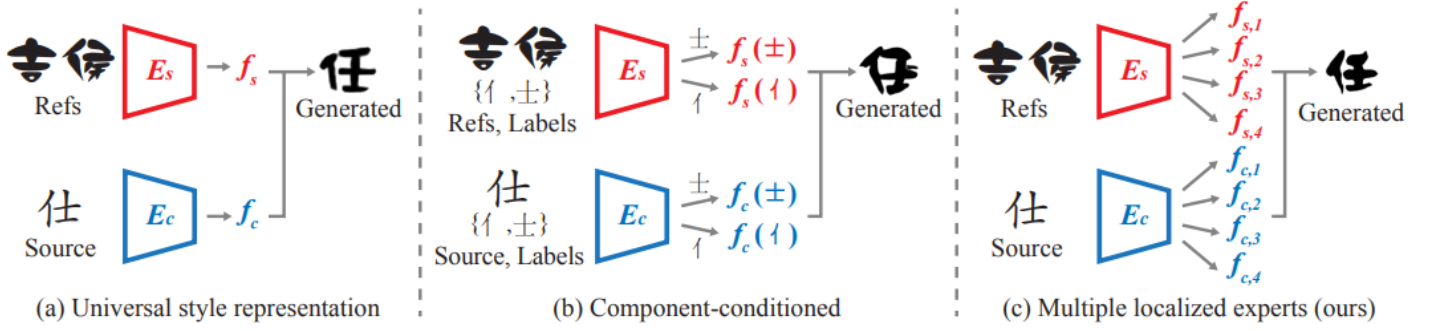 吉
Refs
E_s
f_s
任
Generated
仕
Source
E_c
f_c
(a) Universal style representation
吉
{亻,士}
Refs, Labels
E_s
士
f_s(士)
亻
f_s(亻)
任
Generated
仕
{亻,士}
Source, Labels
E_c
士
f_c(士)
亻
f_c(亻)
(b) Component-conditioned
吉
Refs
E_s
f_s,1
f_s,2
f_s,3
f_s,4
任
Generated
仕
Source
E_c
f_c,1
f_c,2
f_c,3
f_c,4
(c) Multiple localized experts (ours)